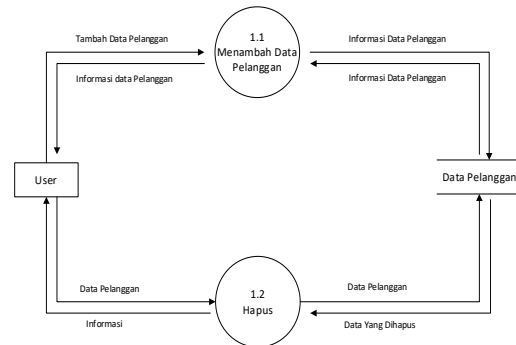 Tambah Data Pelanggan
Informasi data Pelanggan
1.1
Menambah Data
Pelanggan
Informasi Data Pelanggan
Informasi Data Pelanggan
User
Data Pelanggan
Data Pelanggan
Informasi
1.2
Hapus
Data Pelanggan
Data Yang Dihapus